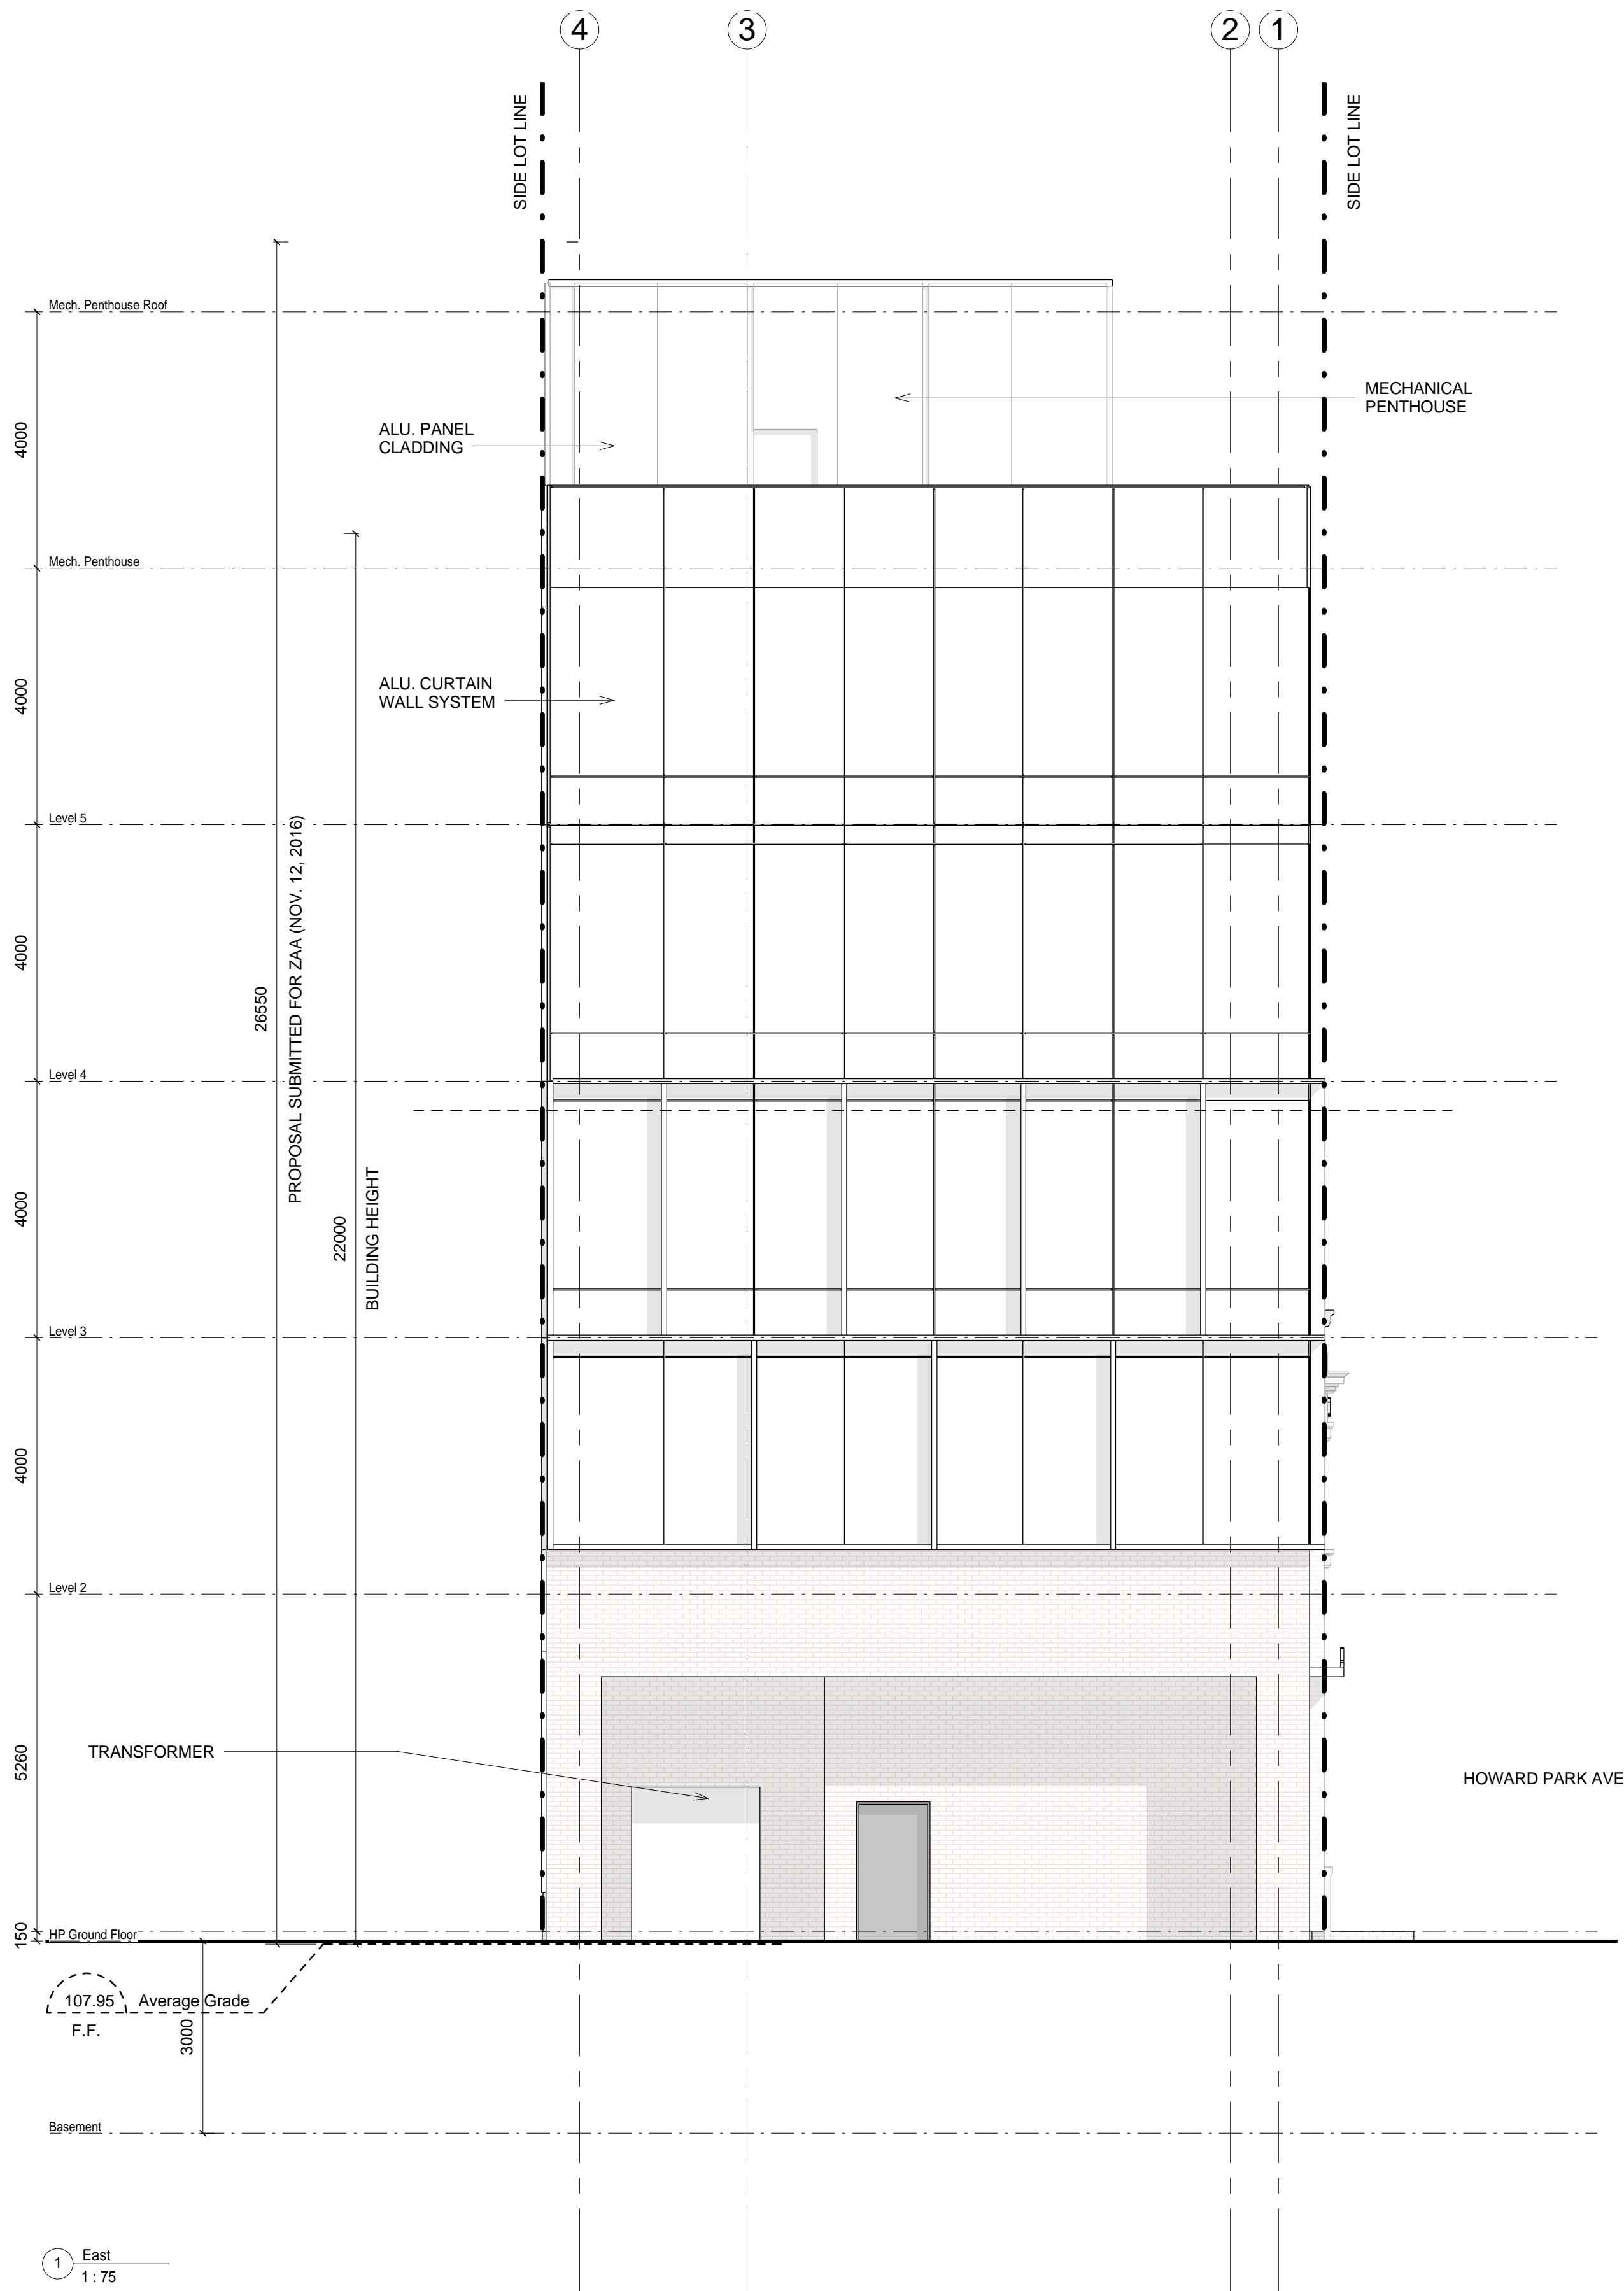 4
3
2
1
SIDE LOT LINE
SIDE LOT LINE
Mech. Penthouse Roof
MECHANICAL
PENTHOUSE
ALU. PANEL
CLADDING
4000
Mech. Penthouse
ALU. CURTAIN
WALL SYSTEM
4000
Level 5
4000
26550
PROPOSAL SUBMITTED FOR ZAA (NOV. 12, 2016)
Level 4
4000
22000
BUILDING HEIGHT
Level 3
4000
Level 2
TRANSFORMER
5260
HOWARD PARK AVE
150
HP Ground Floor
107.95
Average Grade
F.F.
3000
Basement
1
East
1 : 75